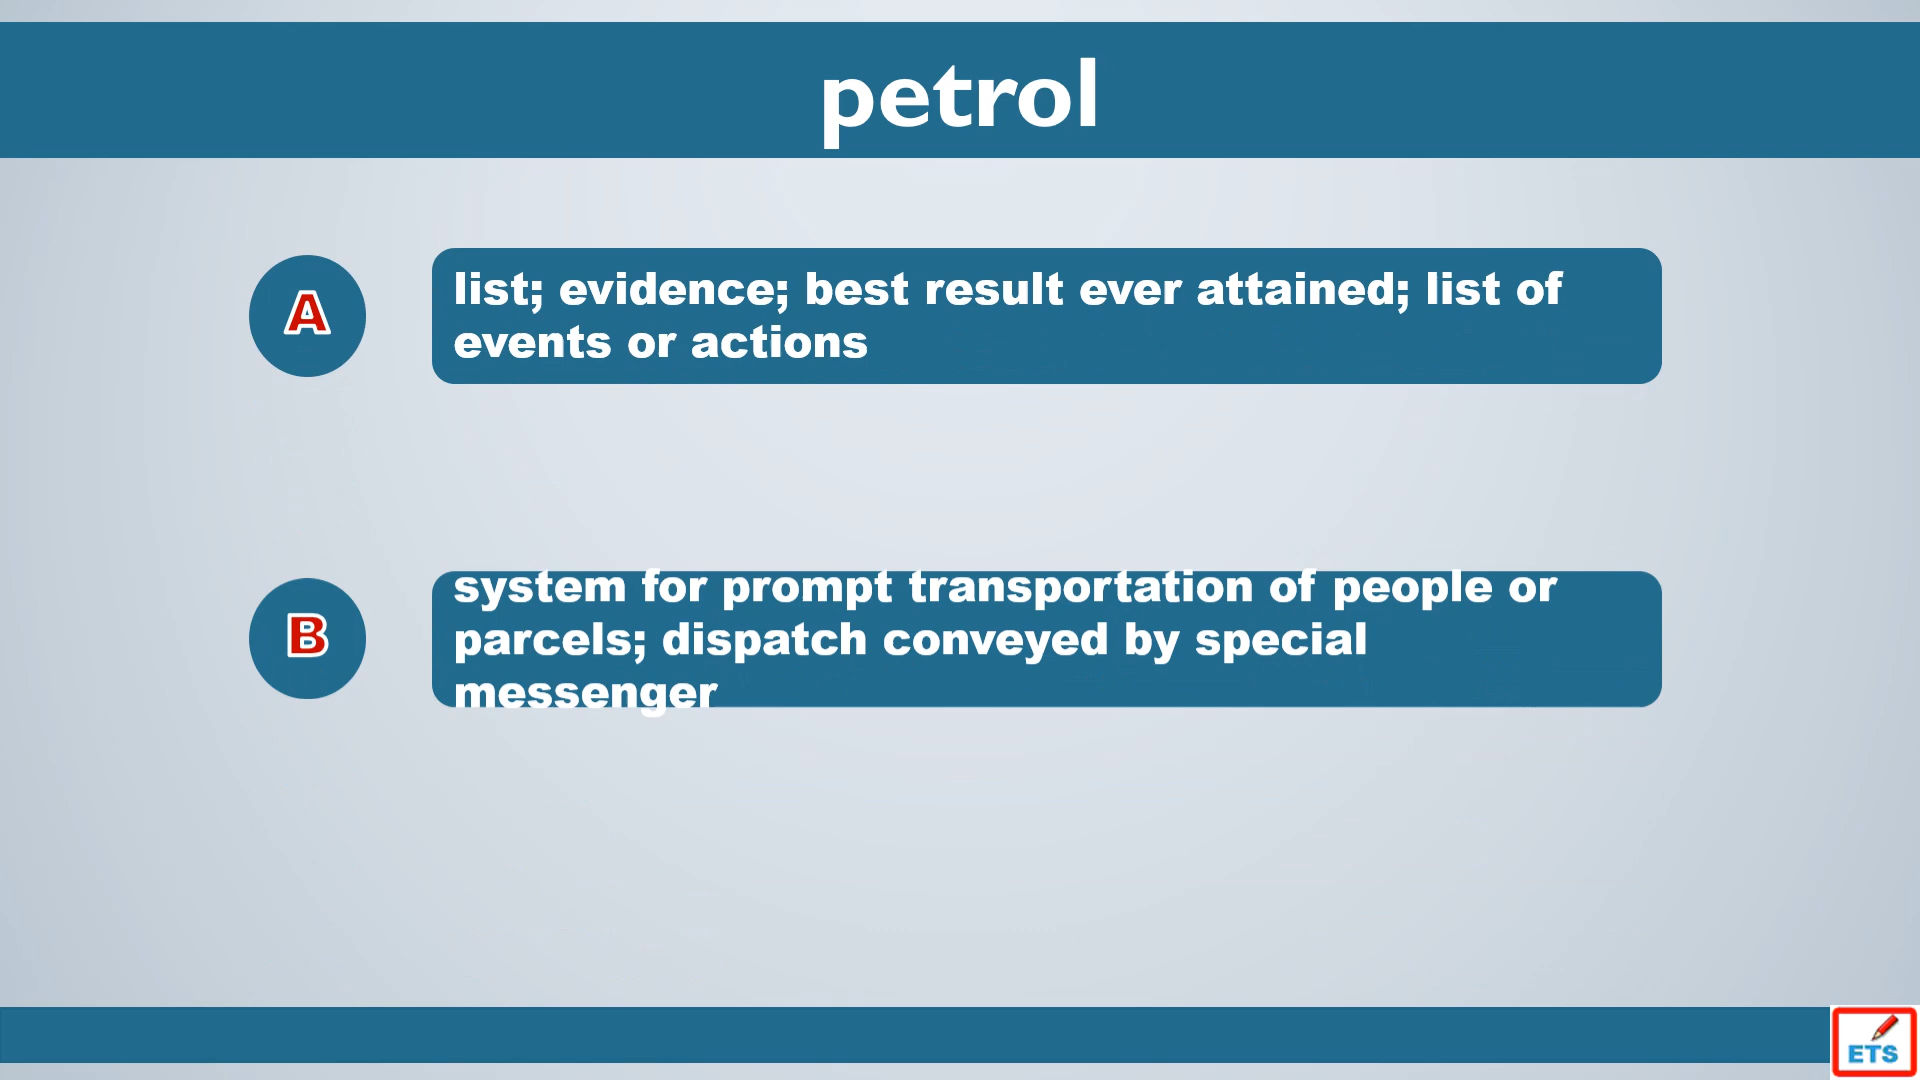 petrol
A
list; evidence; best result ever attained; list of
events or actions
B
system for prompt transportation of people or
parcels; dispatch conveyed by special
messenger
ETS